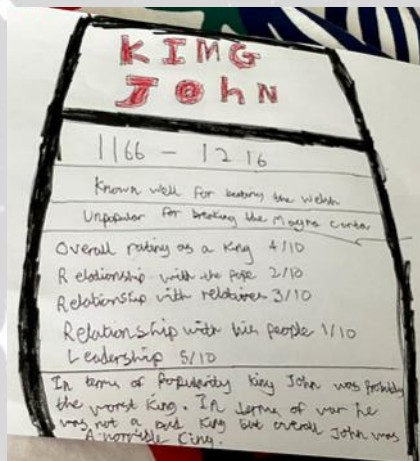 KIMG
JOhN
1166 - 1216
Known well for beating the Welsh
Unpopular for breaking the Magna Carta
Overall rating as a King 4/10
Relationship with the pope 2/10
Relationship with relatives 3/10
Relationship with his people 1/10
Leadership 5/10
In terms of Popularity King John was Probably
the worst King. In terms of war he
was not a bad King but overall John was
A horrible King.